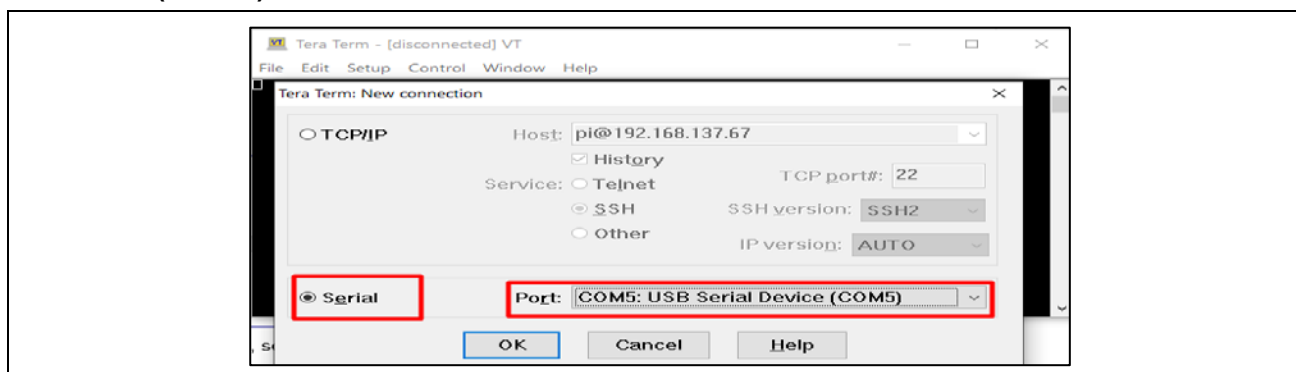 Tera Term - [disconnected] VT
File Edit Setup Control Window Help
Tera Term: New connection
TCP/IP
Host: pi@192.168.137.67
History
Service: Telnet
TCP port#: 22
SSH
SSH version: SSH2
Other
IP version: AUTO
Serial
Port: COM5: USB Serial Device (COM5)
OK Cancel Help